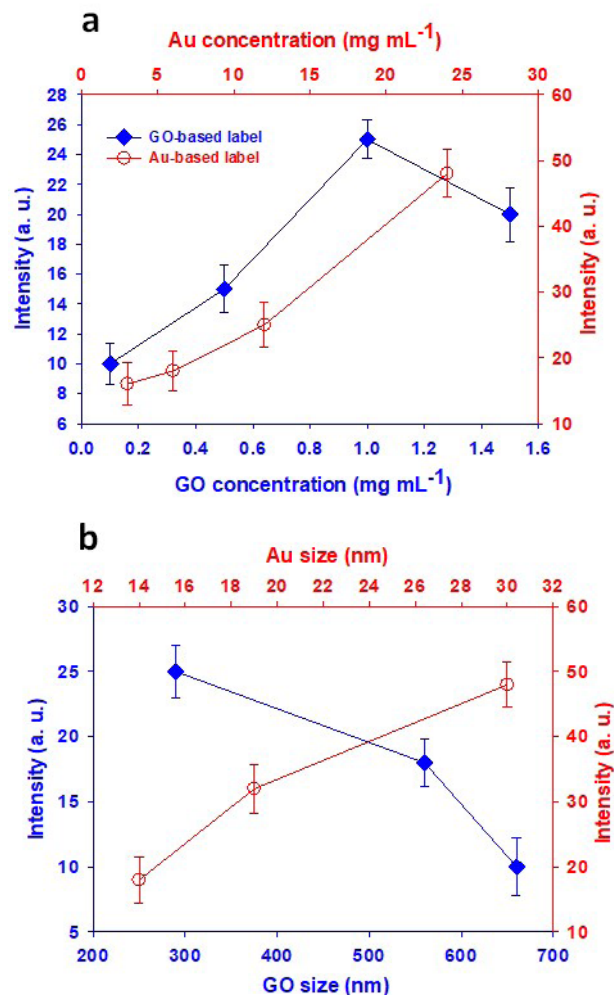 a
Au concentration (mg mL-1)
0 5 10 15 20 25 30
28 60
26
24 50
22
20 40
18
16 30
14
12
10 20
8
6 10
GO-based label
Au-based label
Intensity (a. u.)
Intensity (a. u.)
0.0 0.2 0.4 0.6 0.8 1.0 1.2 1.4 1.6
GO concentration (mg mL-1)
b
Au size (nm)
12 14 16 18 20 22 24 26 28 30 32
30 60
25 50
20 40
15 30
10 20
5 10
Intensity (a. u.)
Intensity (a. u.)
200 300 400 500 600 700
GO size (nm)